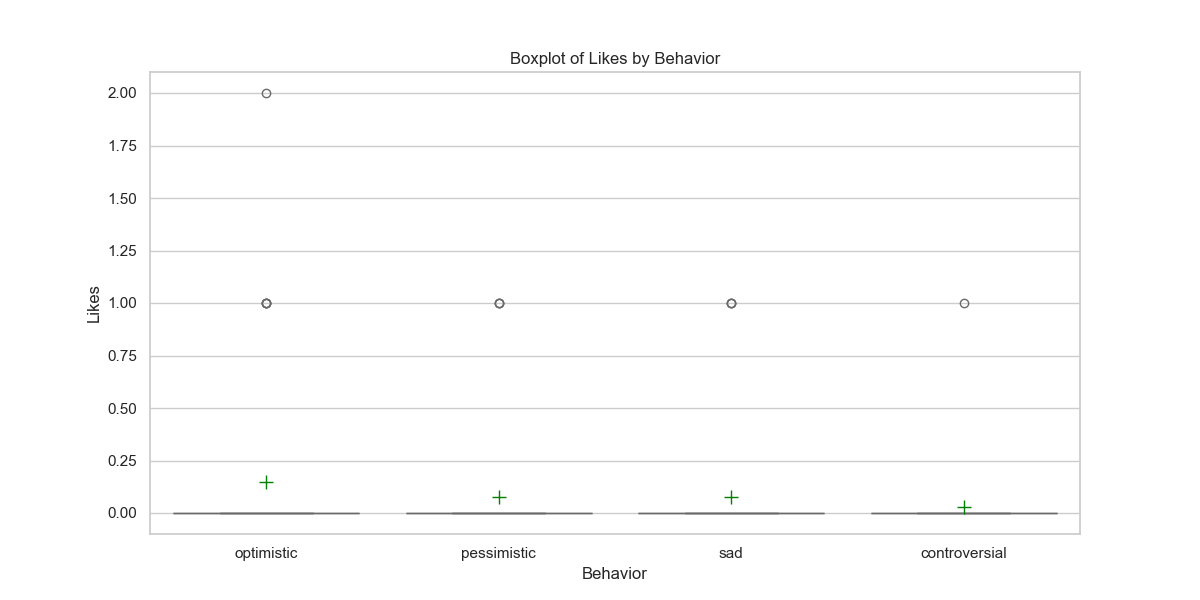 Boxplot of Likes by Behavior
2.00
1.75
1.50
1.25
1.00
0.75
0.50
0.25
0.00
Likes
optimistic pessimistic sad controversial
Behavior